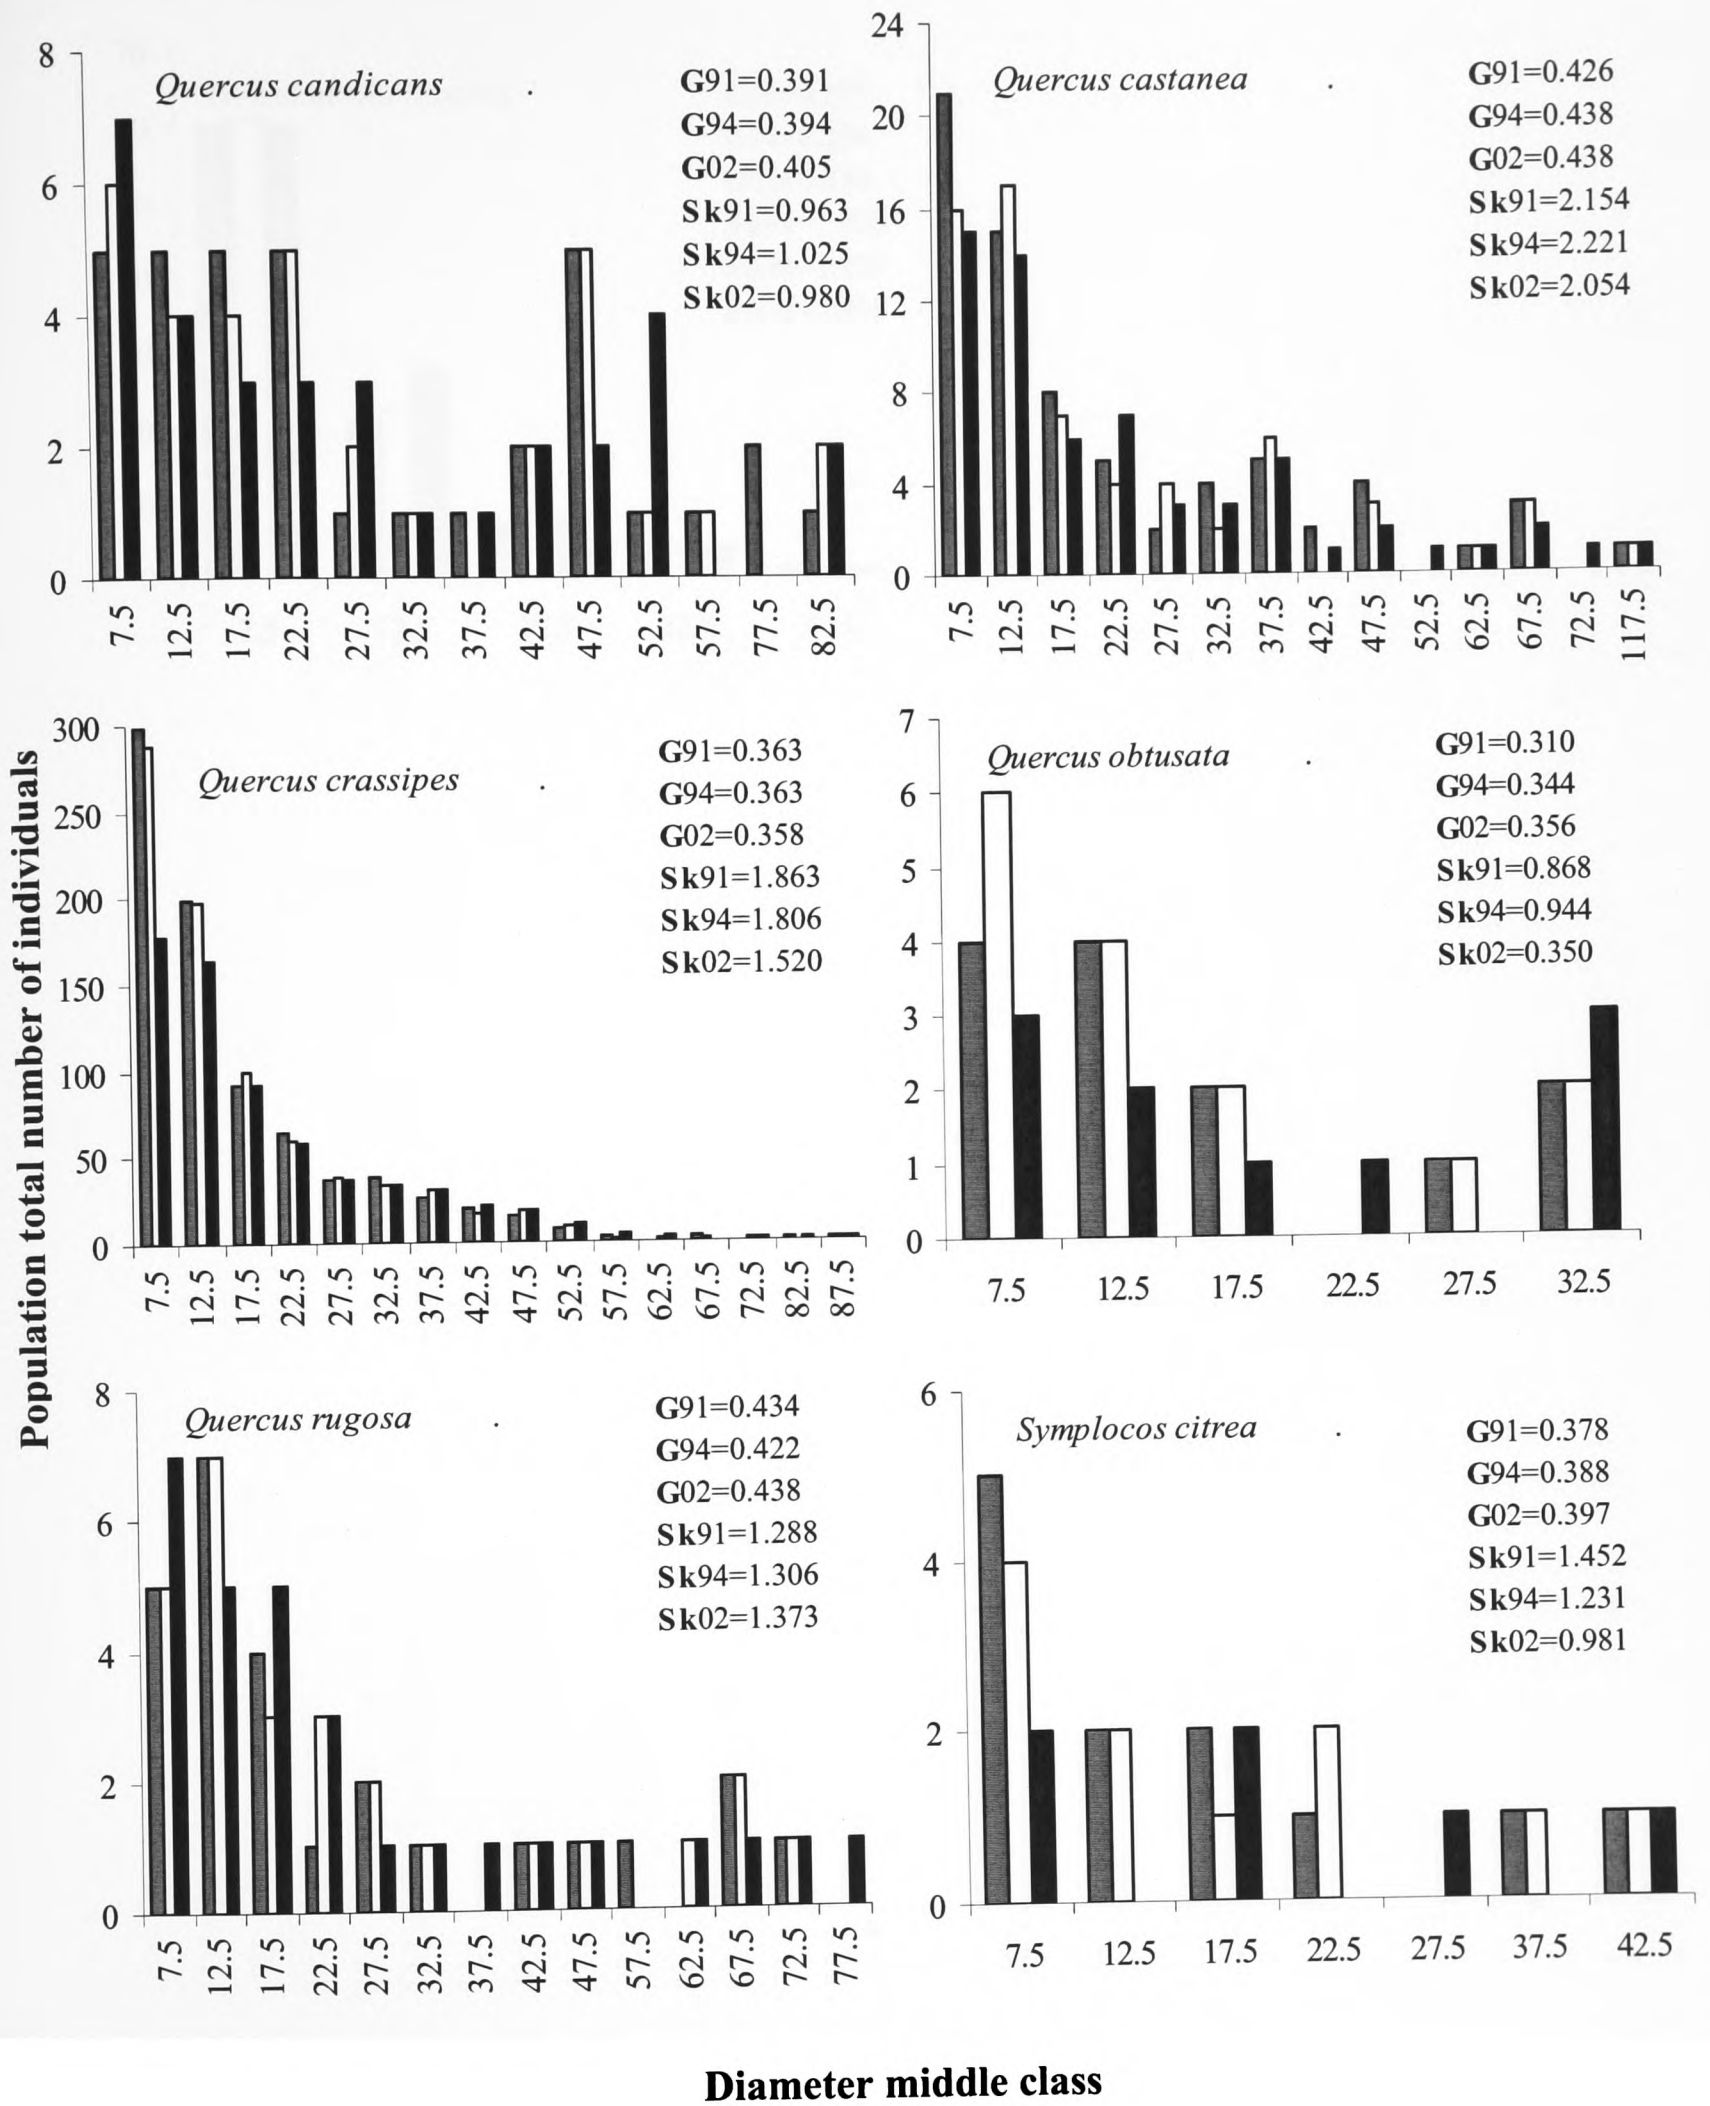 Population total number of individuals
Quercus candicans .
G91=0.391
G94=0.394
G02=0.405
Sk91=0.963
Sk94=1.025
Sk02=0.980
8
6
4
2
0
7.5 12.5 17.5 22.5 27.5 32.5 37.5 42.5 47.5 52.5 57.5 77.5 82.5
Quercus castanea .
G91=0.426
G94=0.438
G02=0.438
Sk91=2.154
Sk94=2.221
Sk02=2.054
24
20
16
12
8
4
0
7.5 12.5 17.5 22.5 27.5 32.5 37.5 42.5 47.5 52.5 62.5 67.5 72.5 117.5
Quercus crassipes .
G91=0.363
G94=0.363
G02=0.358
Sk91=1.863
Sk94=1.806
Sk02=1.520
300
250
200
150
100
50
0
7.5 12.5 17.5 22.5 27.5 32.5 37.5 42.5 47.5 52.5 57.5 62.5 67.5 72.5 82.5 87.5
Quercus obtusata .
G91=0.310
G94=0.344
G02=0.356
Sk91=0.868
Sk94=0.944
Sk02=0.350
7
6
5
4
3
2
1
0
7.5 12.5 17.5 22.5 27.5 32.5
Quercus rugosa .
G91=0.434
G94=0.422
G02=0.438
Sk91=1.288
Sk94=1.306
Sk02=1.373
8
6
4
2
0
7.5 12.5 17.5 22.5 27.5 32.5 37.5 42.5 47.5 57.5 62.5 67.5 72.5 77.5
Symplocos citrea .
G91=0.378
G94=0.388
G02=0.397
Sk91=1.452
Sk94=1.231
Sk02=0.981
6
4
2
0
7.5 12.5 17.5 22.5 27.5 37.5 42.5
Diameter middle class